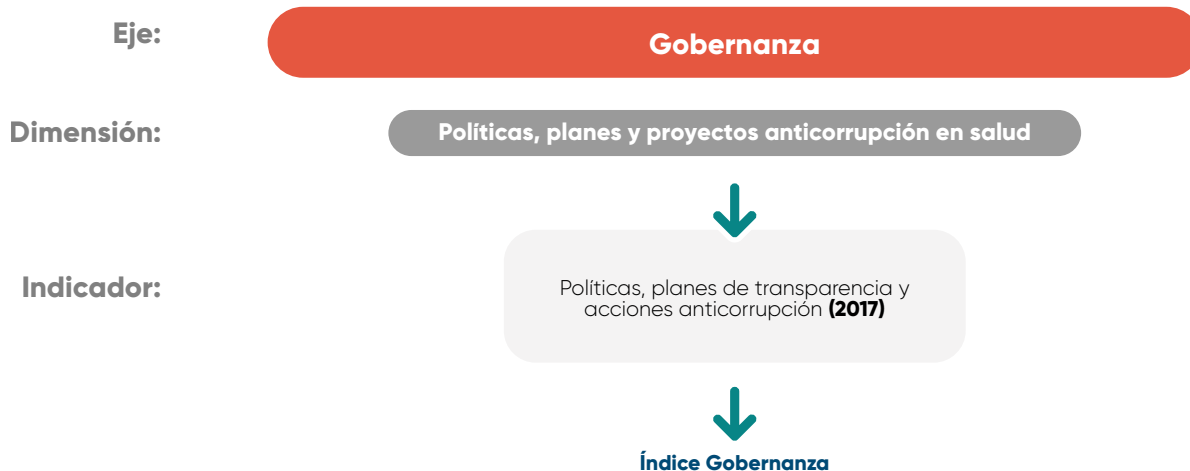 Eje:
Gobernanza
Dimensión:
Políticas, planes y proyectos anticorrupción en salud
Indicador:
Políticas, planes de transparencia y
acciones anticorrupción (2017)
Índice Gobernanza